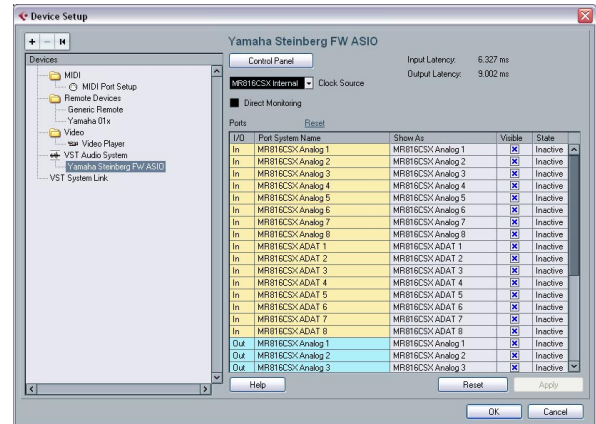 Device Setup
Devices
MIDI
MIDI Port Setup
Remote Devices
Generic Remote
Yamaha 01x
Video
Video Player
VST Audio System
Yamaha Steinberg FW ASIO
VST System Link
Yamaha Steinberg FW ASIO
Control Panel
Input Latency: 6.327 ms
Output Latency: 9.002 ms
MR816CSX Internal Clock Source
Direct Monitoring
Ports Reset
I/O Port System Name Show As Visible State
In MR816CSX Analog 1 MR816CSX Analog 1 Inactive
In MR816CSX Analog 2 MR816CSX Analog 2 Inactive
In MR816CSX Analog 3 MR816CSX Analog 3 Inactive
In MR816CSX Analog 4 MR816CSX Analog 4 Inactive
In MR816CSX Analog 5 MR816CSX Analog 5 Inactive
In MR816CSX Analog 6 MR816CSX Analog 6 Inactive
In MR816CSX Analog 7 MR816CSX Analog 7 Inactive
In MR816CSX Analog 8 MR816CSX Analog 8 Inactive
In MR816CSX ADAT 1 MR816CSX ADAT 1 Inactive
In MR816CSX ADAT 2 MR816CSX ADAT 2 Inactive
In MR816CSX ADAT 3 MR816CSX ADAT 3 Inactive
In MR816CSX ADAT 4 MR816CSX ADAT 4 Inactive
In MR816CSX ADAT 5 MR816CSX ADAT 5 Inactive
In MR816CSX ADAT 6 MR816CSX ADAT 6 Inactive
In MR816CSX ADAT 7 MR816CSX ADAT 7 Inactive
In MR816CSX ADAT 8 MR816CSX ADAT 8 Inactive
Out MR816CSX Analog 1 MR816CSX Analog 1 Inactive
Out MR816CSX Analog 2 MR816CSX Analog 2 Inactive
Out MR816CSX Analog 3 MR816CSX Analog 3 Inactive
Help Reset Apply
OK Cancel